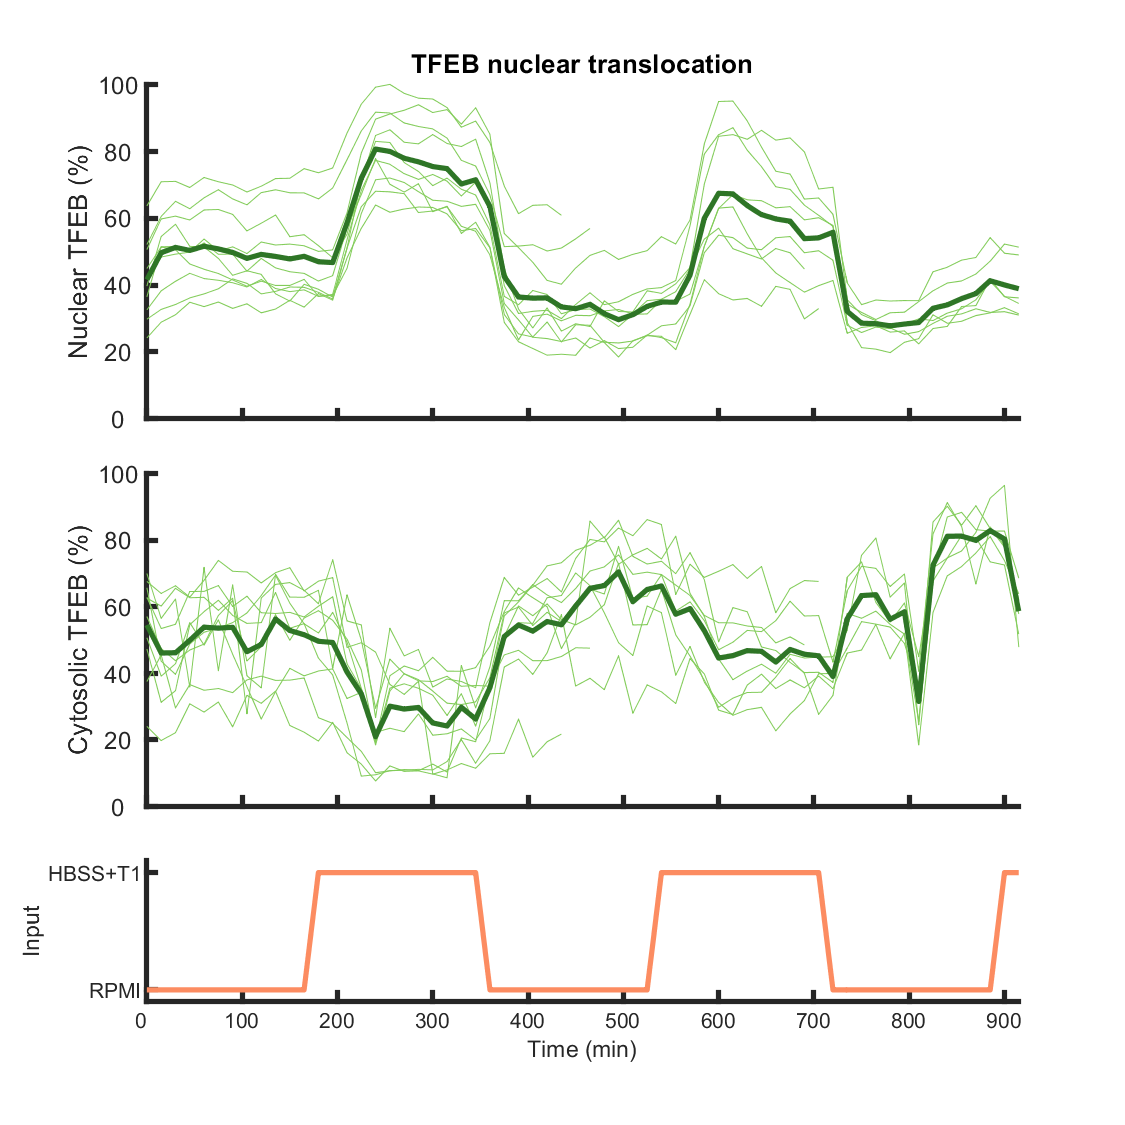 TFEB nuclear translocation
100
80
60
40
20
0
Nuclear TFEB (%)
100
80
60
40
20
0
Cytosolic TFEB (%)
HBSS+T1
RPMI
Input
0 100 200 300 400 500 600 700 800 900
Time (min)